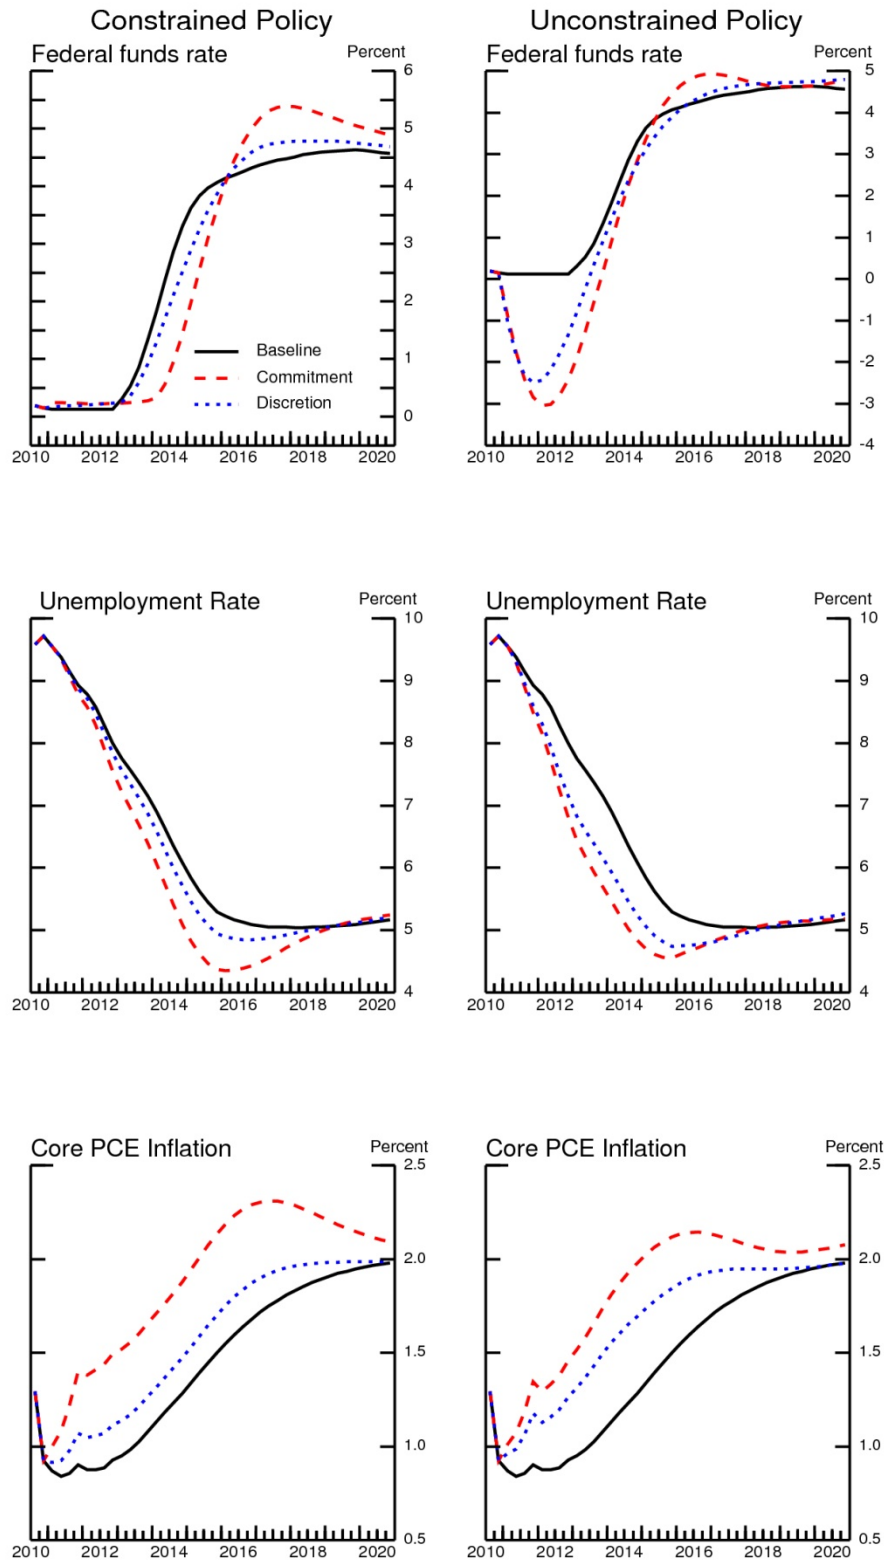 Constrained Policy
Federal funds rate
Percent
6
5
4
3
2
1
0
Baseline
Commitment
Discretion
2010 2012 2014 2016 2018 2020
Unconstrained Policy
Federal funds rate
Percent
5
4
3
2
1
0
-1
-2
-3
-4
2010 2012 2014 2016 2018 2020
Unemployment Rate
Percent
10
9
8
7
6
5
4
2010 2012 2014 2016 2018 2020
Unemployment Rate
Percent
10
9
8
7
6
5
4
2010 2012 2014 2016 2018 2020
Core PCE Inflation
Percent
2.5
2.0
1.5
1.0
0.5
2010 2012 2014 2016 2018 2020
Core PCE Inflation
Percent
2.5
2.0
1.5
1.0
0.5
2010 2012 2014 2016 2018 2020